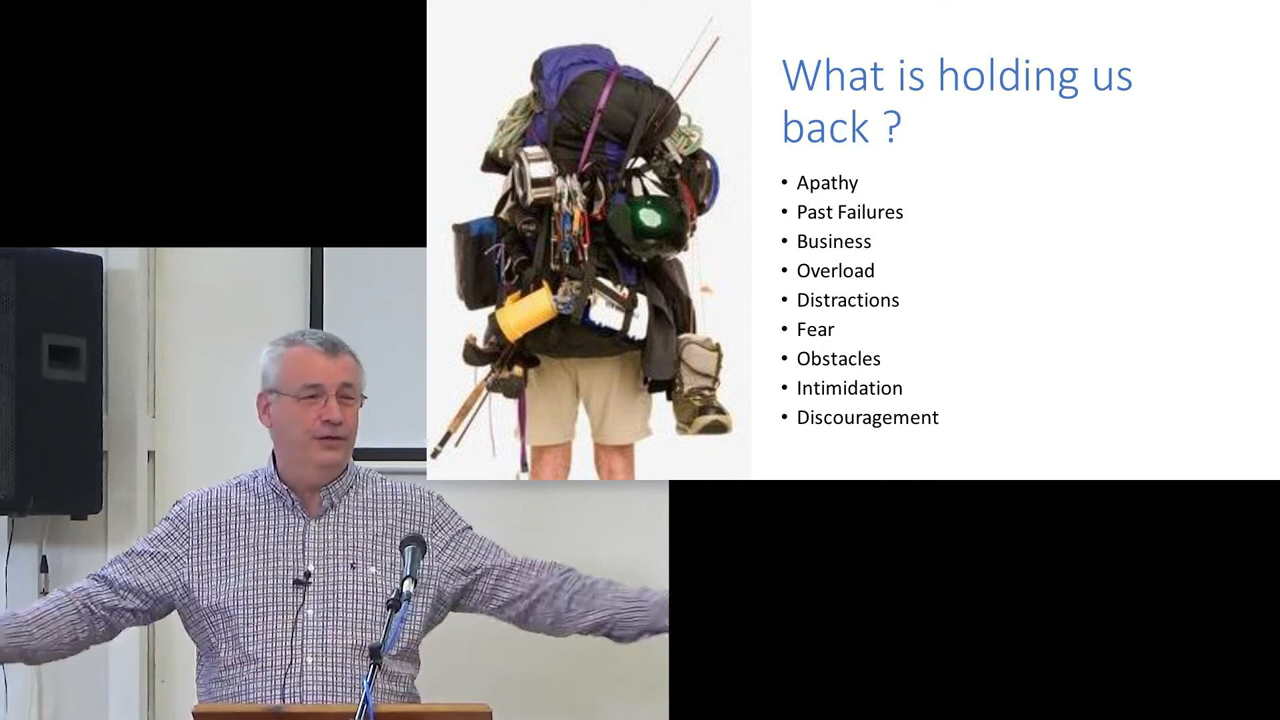 What is holding us
back ?
• Apathy
• Past Failures
• Business
• Overload
• Distractions
• Fear
• Obstacles
• Intimidation
• Discouragement